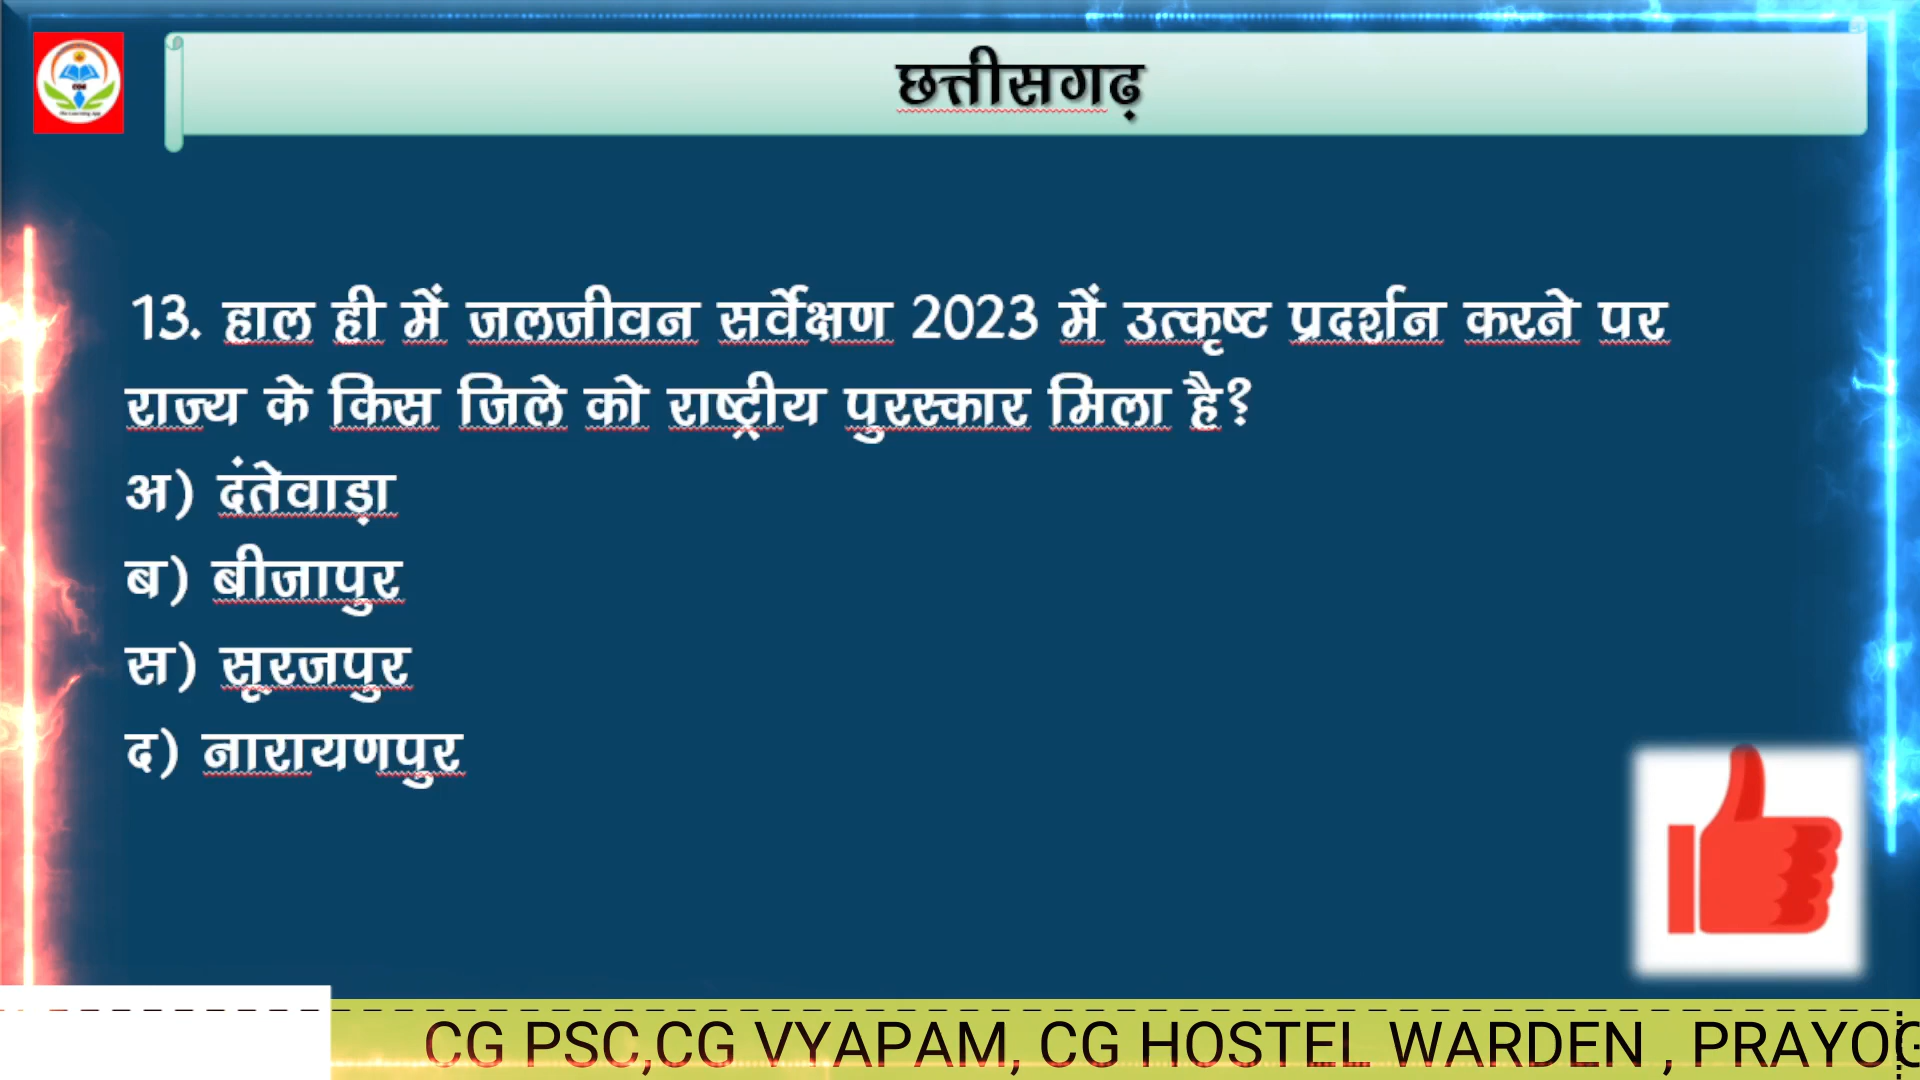 छत्तीसगढ़
13. हाल ही में जलजीवन सर्वेक्षण 2023 में उत्कृष्ट प्रदर्शन करने पर
राज्य के किस जिले को राष्ट्रीय पुरस्कार मिला है?
अ) दंतेवाड़ा
ब) बीजापुर
स) सूरजपुर
द) नारायणपुर
CG PSC,CG VYAPAM, CG HOSTEL WARDEN ,